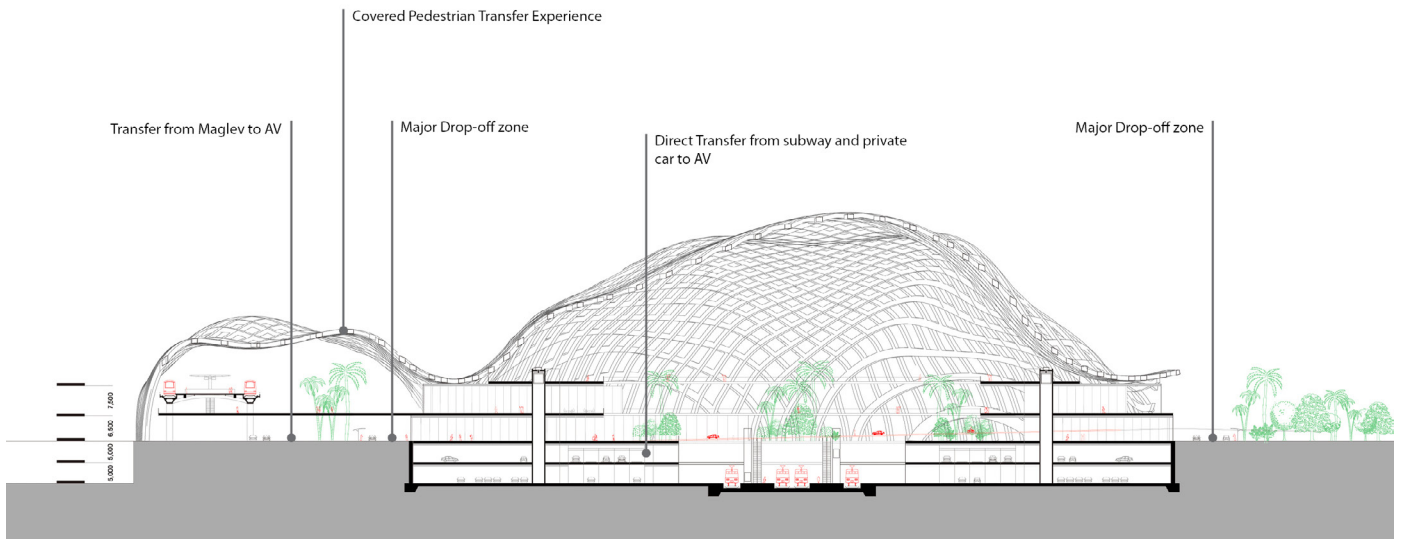 Covered Pedestrian Transfer Experience
Transfer from Maglev to AV
Major Drop-off zone
Direct Transfer from subway and private
car to AV
Major Drop-off zone
7,500
6,500
5,000
5,000